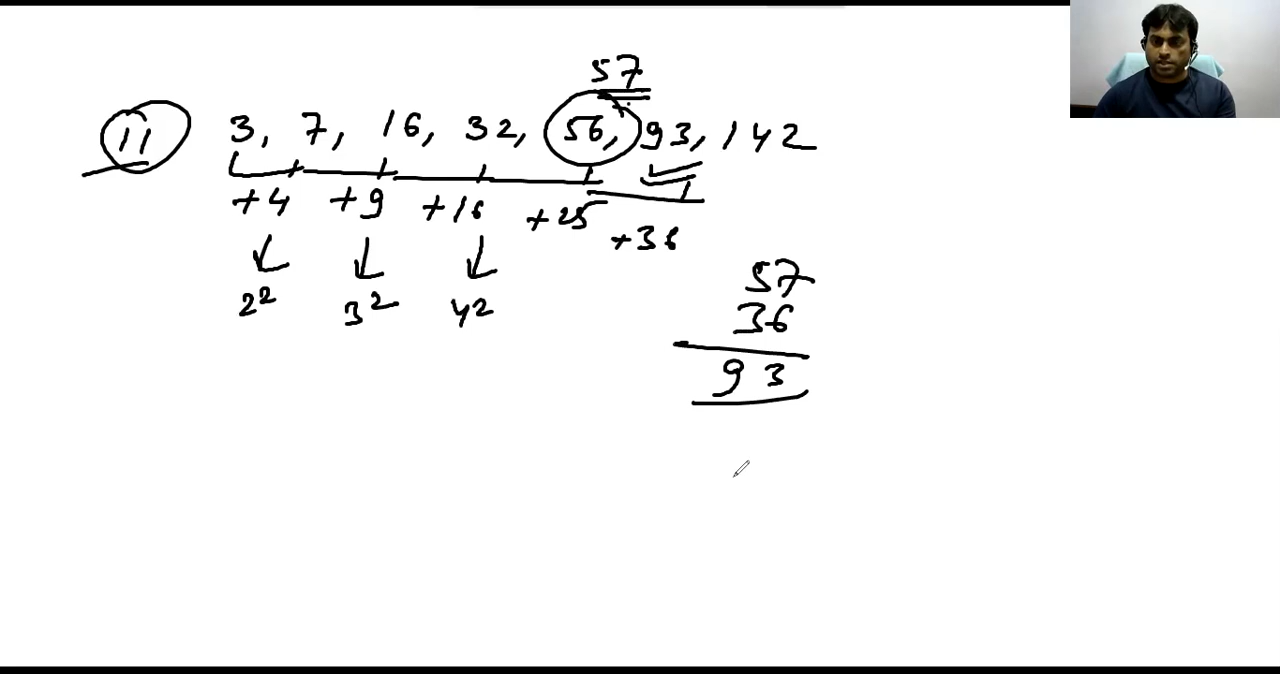 57
11 3, 7, 16, 32, 56, 93, 142
+4 +9 +16 +25 +36
2² 3² 4²
57
36
93